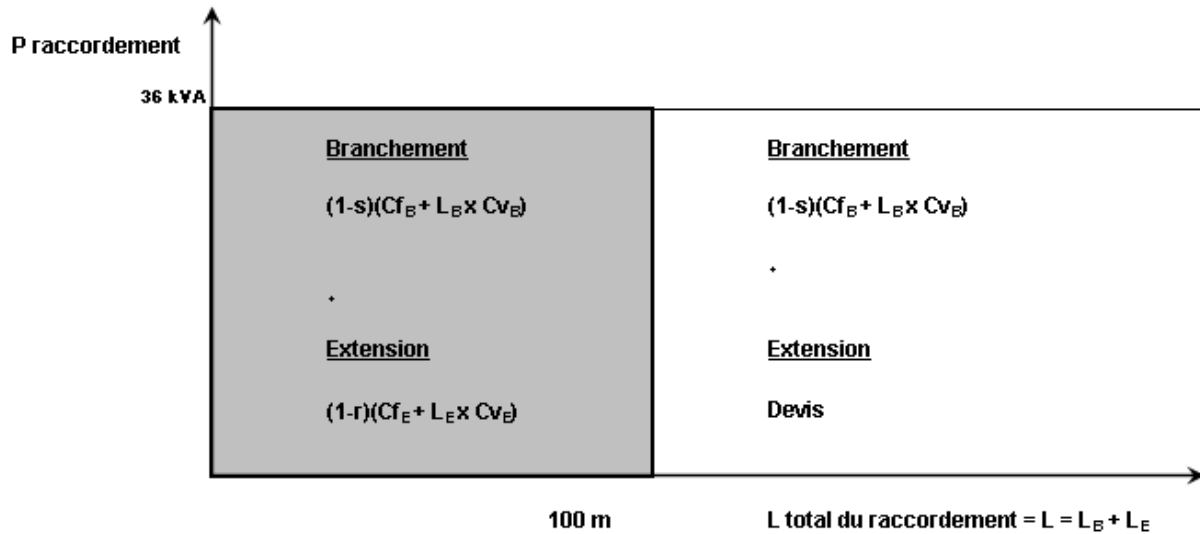 P raccordement
36 kVA
Branchement
(1-s)(Cf_B + L_B x Cv_B)
Extension
(1-r)(Cf_E + L_E x Cv_E)
Branchement
(1-s)(Cf_B + L_B x Cv_B)
Extension
Devis
100 m
L total du raccordement = L = L_B + L_E